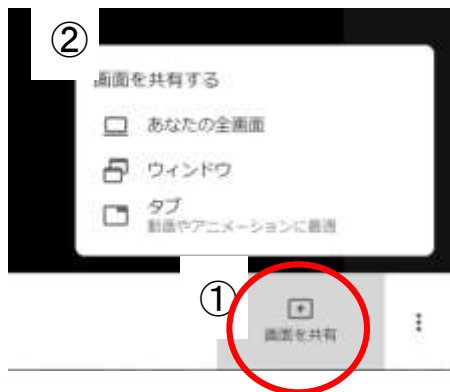 ②
画面を共有する
あなたの全画面
ウィンドウ
タブ
動画やアニメーションに最適
①
画面を共有